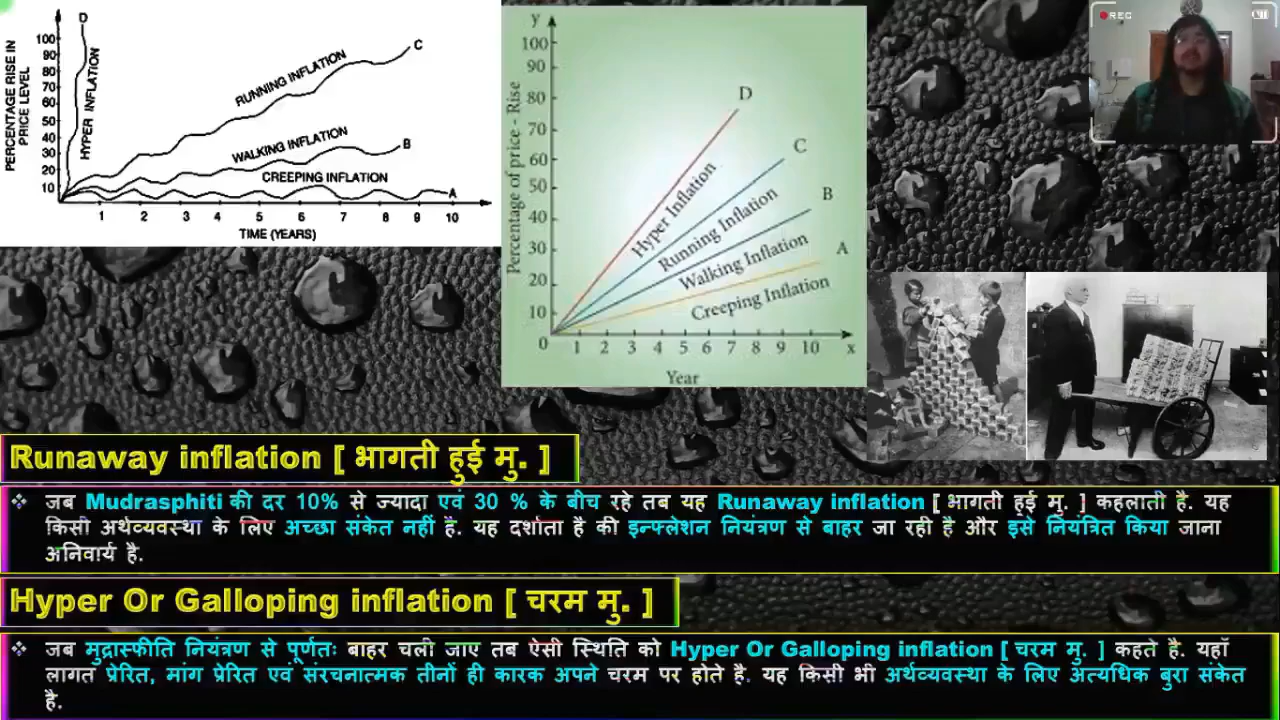 D
100
90
80
70
60
50
40
30
20
10
PERCENTAGE RISE IN
PRICE LEVEL
HYPER INFLATION
RUNNING INFLATION
C
WALKING INFLATION
B
CREEPING INFLATION
A
1 2 3 4 5 6 7 8 9 10
TIME (YEARS)
y
100
90
80
70
60
50
40
30
20
10
0
Percentage of price - Rise
D
C
B
A
Hyper Inflation
Running Inflation
Walking Inflation
Creeping Inflation
1 2 3 4 5 6 7 8 9 10 x
Year
REC
Runaway inflation [ भागती हुई मु. ]
❖ जब Mudrasphiti की दर 10% से ज्यादा एवं 30 % के बीच रहे तब यह Runaway inflation [ भागती हुई मु. ] कहलाती है. यह
किसी अर्थव्यवस्था के लिए अच्छा संकेत नहीं है. यह दर्शाता है की इन्फ्लेशन नियंत्रण से बाहर जा रही है और इसे नियंत्रित किया जाना
अनिवार्य है.
Hyper Or Galloping inflation [ चरम मु. ]
❖ जब मुद्रास्फीति नियंत्रण से पूर्णतः बाहर चली जाए तब ऐसी स्थिति को Hyper Or Galloping inflation [ चरम मु. ] कहते है. यहाँ
लागत प्रेरित, मांग प्रेरित एवं संरचनात्मक तीनों ही कारक अपने चरम पर होते है. यह किसी भी अर्थव्यवस्था के लिए अत्यधिक बुरा संकेत
है.